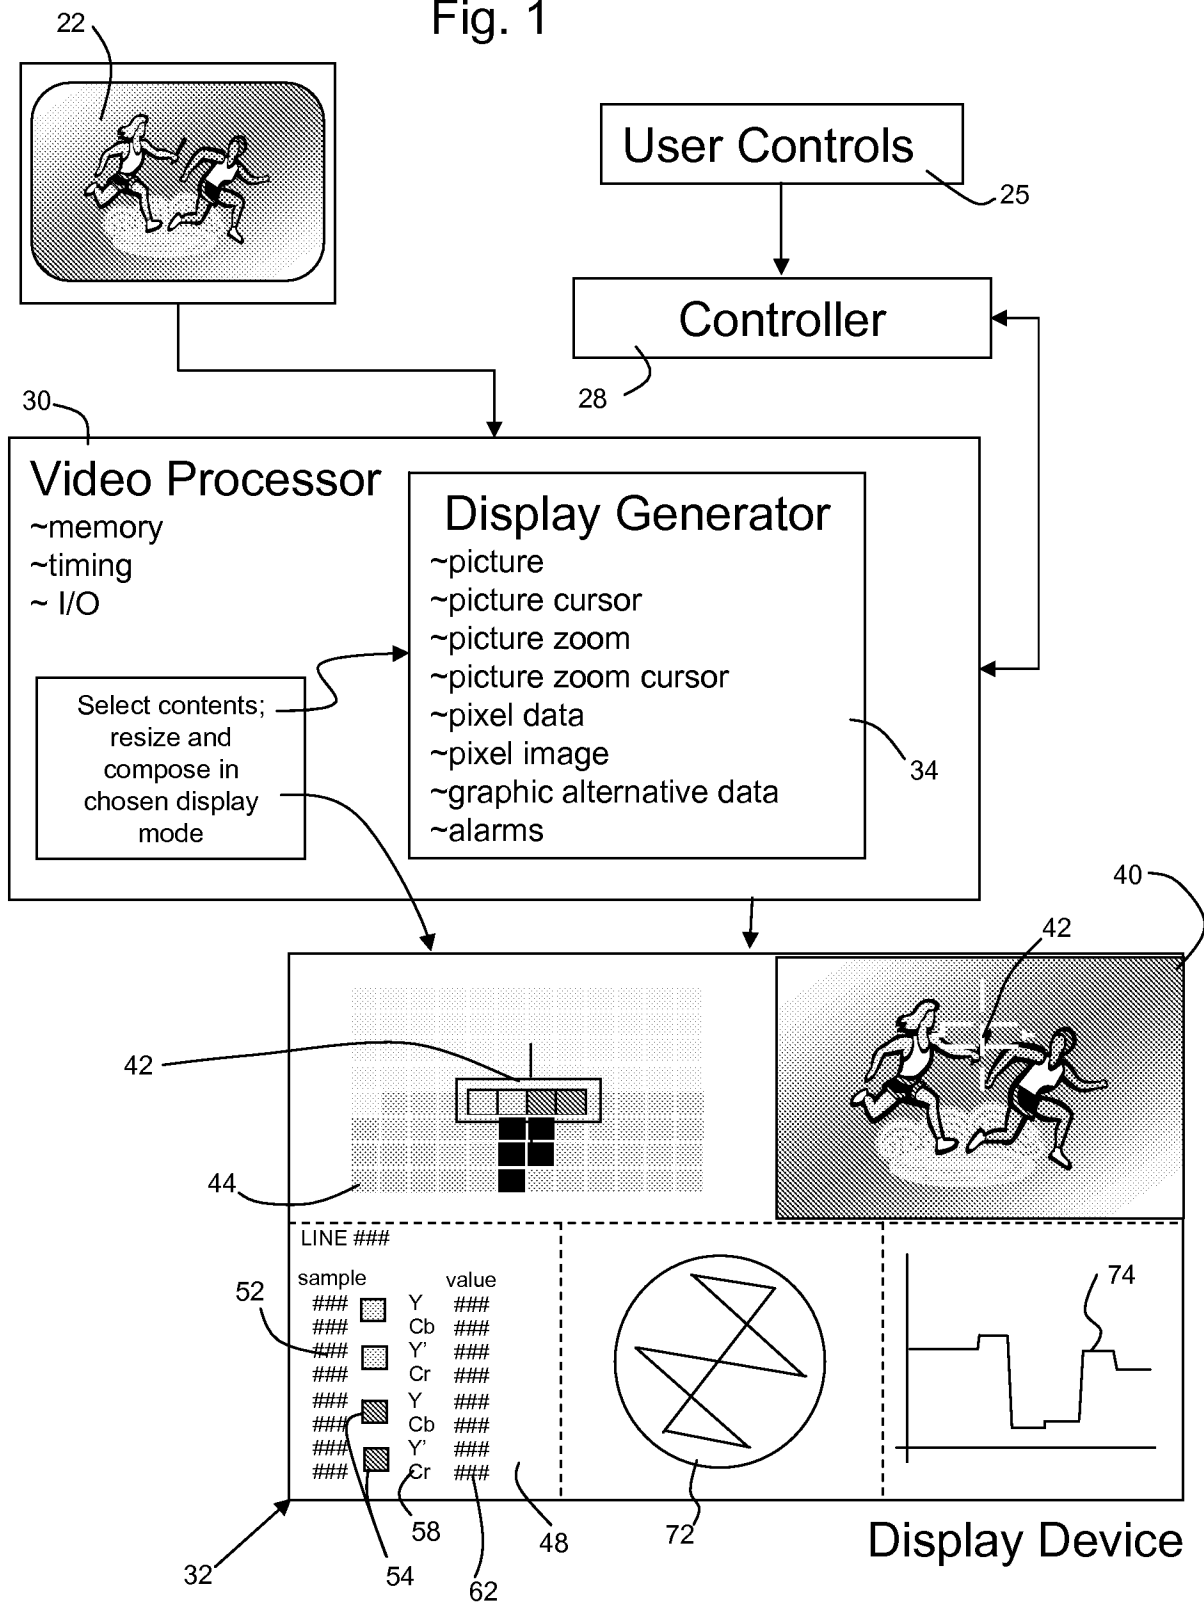 Fig. 1
22
User Controls
25
Controller
28
30
Video Processor
~memory
~timing
~ I/O
Display Generator
~picture
~picture cursor
~picture zoom
~picture zoom cursor
~pixel data
~pixel image
~graphic alternative data
~alarms
34
Select contents;
resize and
compose in
chosen display
mode
40
42
42
44
LINE ###
sample value
### Y ###
### Cb ###
### Y' ###
### Cr ###
### Y ###
### Cb ###
### Y' ###
### Cr ###
52
74
58
48
72
54
62
32
Display Device